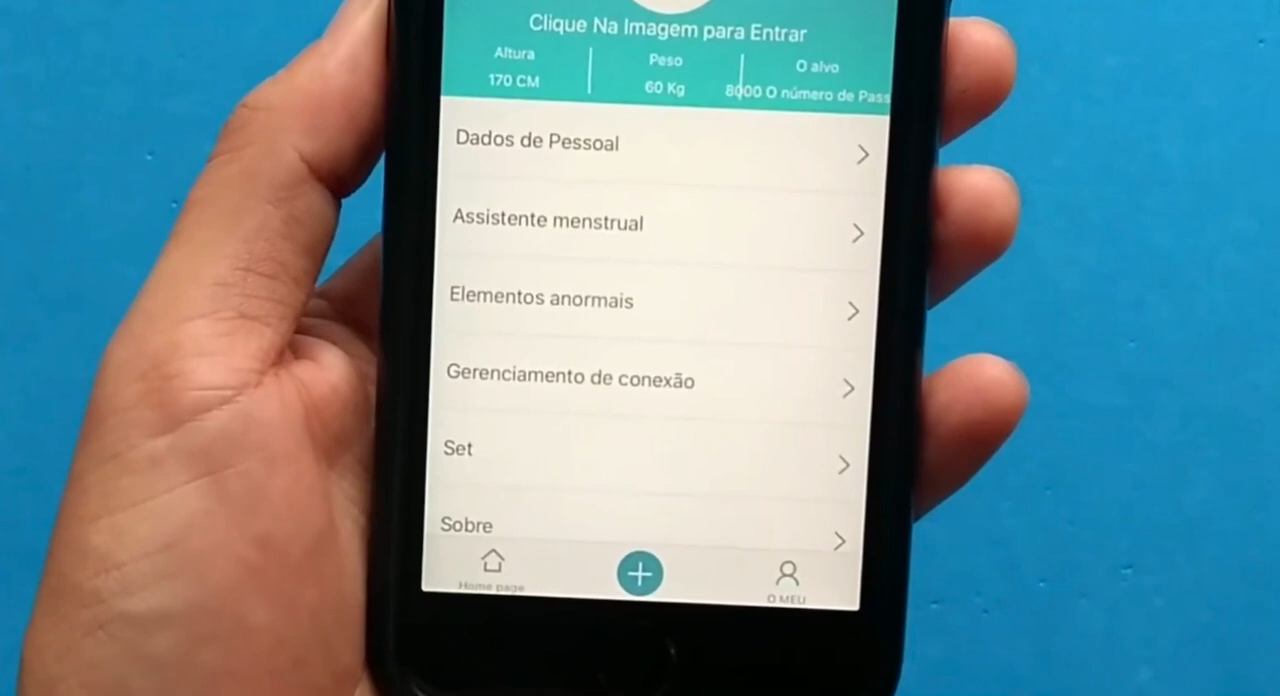 Clique Na Imagem para Entrar
Altura
Peso
O alvo
170 CM
60 Kg
8000 O número de Pass
Dados de Pessoal
Assistente menstrual
Elementos anormais
Gerenciamento de conexão
Set
Sobre
Home page
O MEU